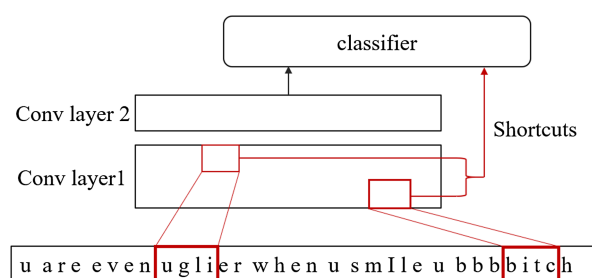 classifier
Conv layer 2
Shortcuts
Conv layer1
u are even uglier when u smIle u bbbbitch